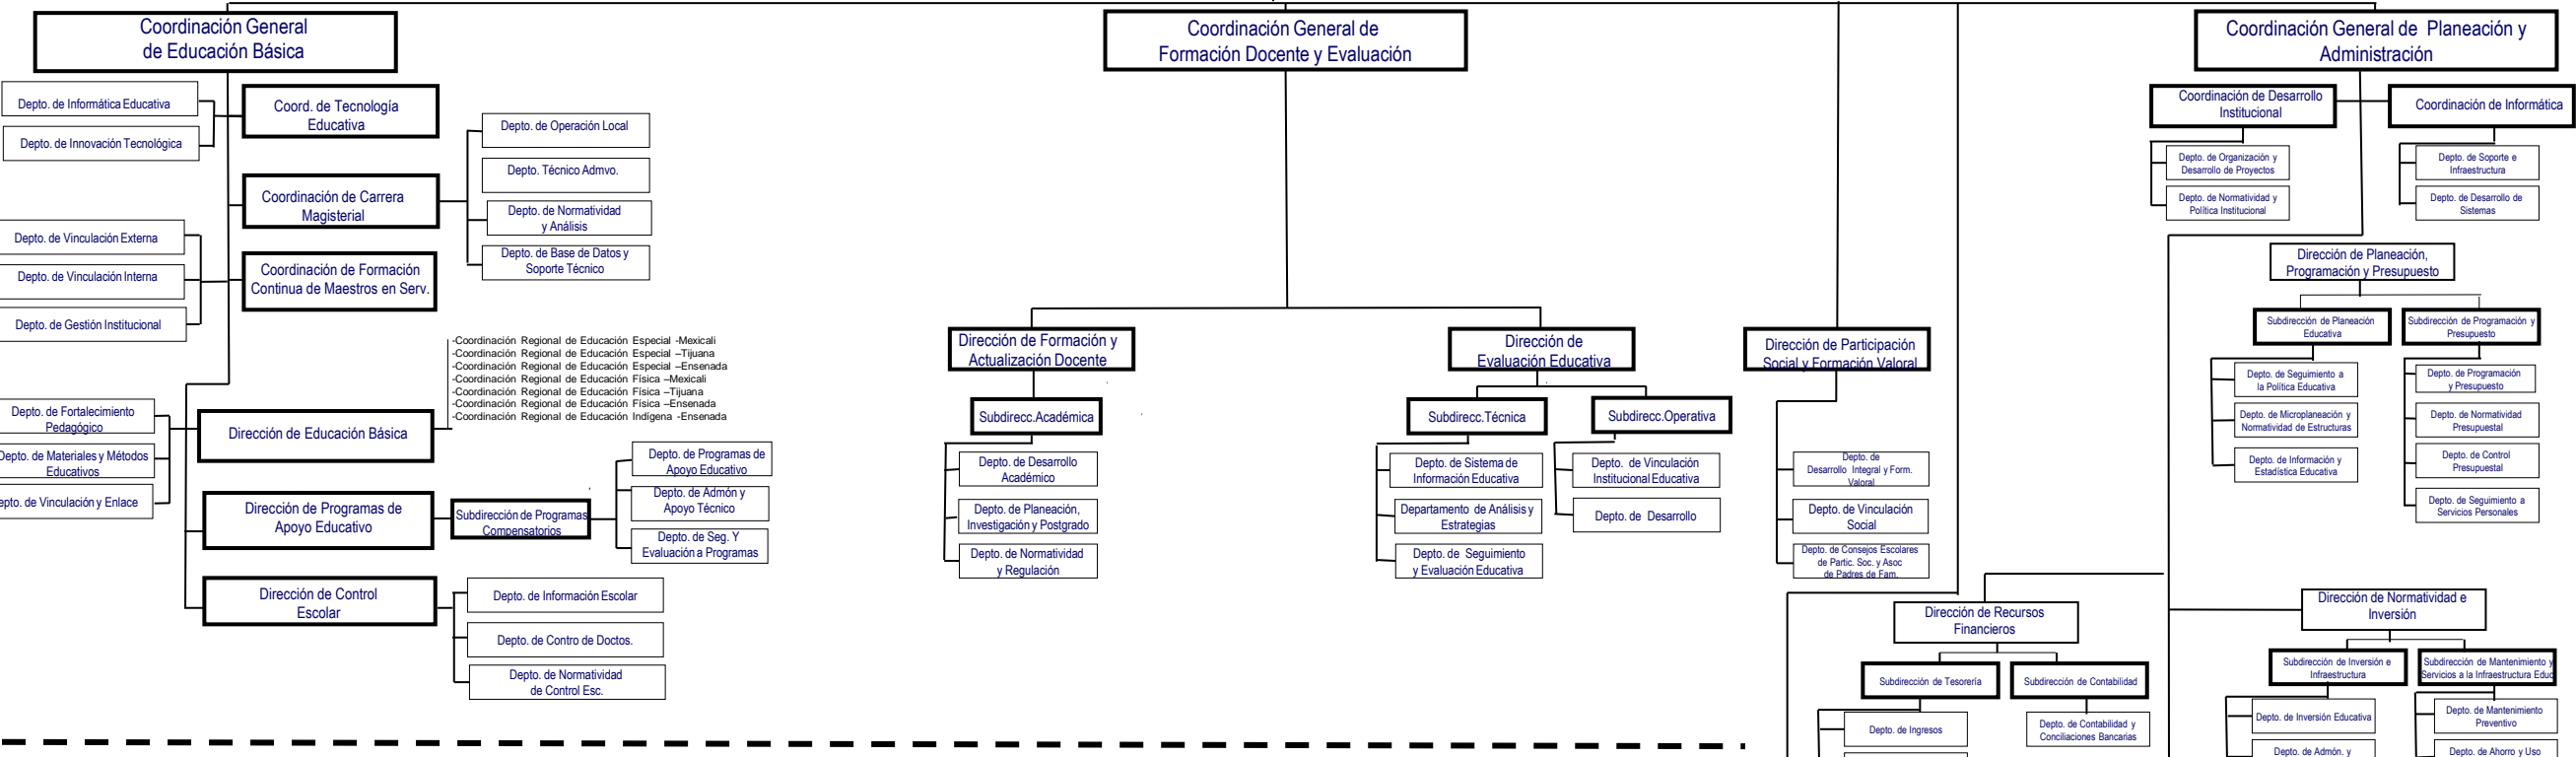 Coordinación General
de Educación Básica
Coordinación General de
Formación Docente y Evaluación
Coordinación General de Planeación y
Administración
Depto. de Informática Educativa
Depto. de Innovación Tecnológica
Coord. de Tecnología
Educativa
Coordinación de Carrera
Magisterial
Depto. de Operación Local
Depto. Técnico Admvo.
Depto. de Normatividad
y Análisis
Depto. de Base de Datos y
Soporte Técnico
Depto. de Vinculación Externa
Depto. de Vinculación Interna
Depto. de Gestión Institucional
Coordinación de Formación
Continua de Maestros en Serv.
-Coordinación Regional de Educación Especial -Mexicali
-Coordinación Regional de Educación Especial –Tijuana
-Coordinación Regional de Educación Especial –Ensenada
-Coordinación Regional de Educación Física –Mexicali
-Coordinación Regional de Educación Física –Tijuana
-Coordinación Regional de Educación Física –Ensenada
-Coordinación Regional de Educación Indígena -Ensenada
Depto. de Fortalecimiento
Pedagógico
Depto. de Materiales y Métodos
Educativos
epto. de Vinculación y Enlace
Dirección de Educación Básica
Dirección de Programas de
Apoyo Educativo
Subdirección de Programas
Compensatorios
Depto. de Programas de
Apoyo Educativo
Depto. de Admón y
Apoyo Técnico
Depto. de Seg. Y
Evaluación a Programas
Dirección de Control
Escolar
Depto. de Información Escolar
Depto. de Contro de Doctos.
Depto. de Normatividad
de Control Esc.
Dirección de Formación y
Actualización Docente
Subdirecc.Académica
Depto. de Desarrollo
Académico
Depto. de Planeación,
Investigación y Postgrado
Depto. de Normatividad
y Regulación
Dirección de
Evaluación Educativa
Subdirecc.Técnica
Subdirecc.Operativa
Depto. de Sistema de
Información Educativa
Departamento de Análisis y
Estrategias
Depto. de Seguimiento
y Evaluación Educativa
Depto. de Vinculación
Institucional Educativa
Depto. de Desarrollo
Dirección de Participación
Social y Formación Valoral
Depto. de
Desarrollo Integral y Form.
Valoral
Depto. de Vinculación
Social
Depto. de Consejos Escolares
de Partic. Soc. y Asoc
de Padres de Fam.
Coordinación de Desarrollo
Institucional
Coordinación de Informática
Depto. de Organización y
Desarrollo de Proyectos
Depto. de Normatividad y
Política Institucional
Depto. de Soporte e
Infraestructura
Depto. de Desarrollo de
Sistemas
Dirección de Planeación,
Programación y Presupuesto
Subdirección de Planeación
Educativa
Subdirección de Programación y
Presupuesto
Depto. de Seguimiento a
la Política Educativa
Depto. de Microplaneación y
Normatividad de Estructuras
Depto. de Información y
Estadística Educativa
Depto. de Programación
y Presupuesto
Depto. de Normatividad
Presupuestal
Depto. de Control
Presupuestal
Depto. de Seguimiento a
Servicios Personales
Dirección de Recursos
Financieros
Subdirección de Tesorería
Subdirección de Contabilidad
Depto. de Ingresos
Depto. de Contabilidad y
Conciliaciones Bancarias
Dirección de Normatividad e
Inversión
Subdirección de Inversión e
Infraestructura
Subdirección de Mantenimiento y
Servicios a la Infraestructura Educ
Depto. de Inversión Educativa
Depto. de Admón. y
Depto. de Mantenimiento
Preventivo
Depto. de Ahorro y Uso